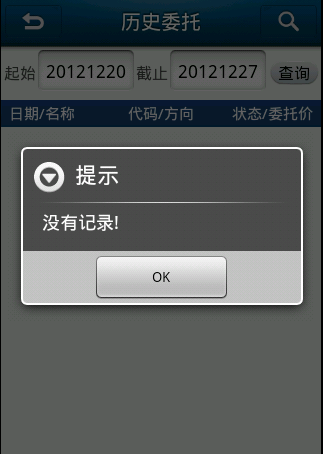 历史委托
起始 20121220 截止 20121227 查询
日期/名称 代码/方向 状态/委托价
提示
没有记录!
OK